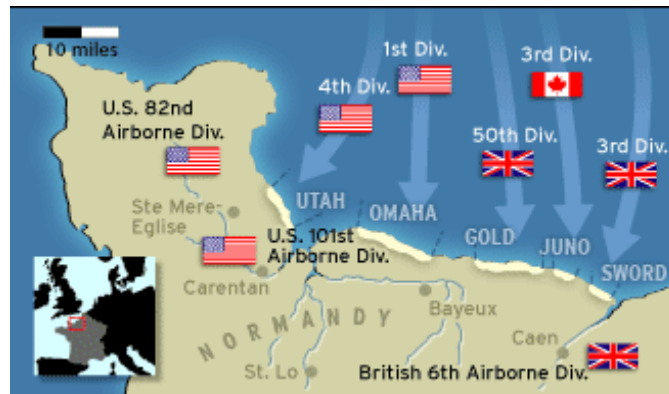 10 miles
1st Div.
3rd Div.
4th Div.
U.S. 82nd
Airborne Div.
50th Div.
3rd Div.
UTAH
Ste Mere-
Eglise
OMAHA
GOLD
JUNO
SWORD
U.S. 101st
Airborne Div.
Carentan
Bayeux
NORMANDY
Caen
St. Lo
British 6th Airborne Div.